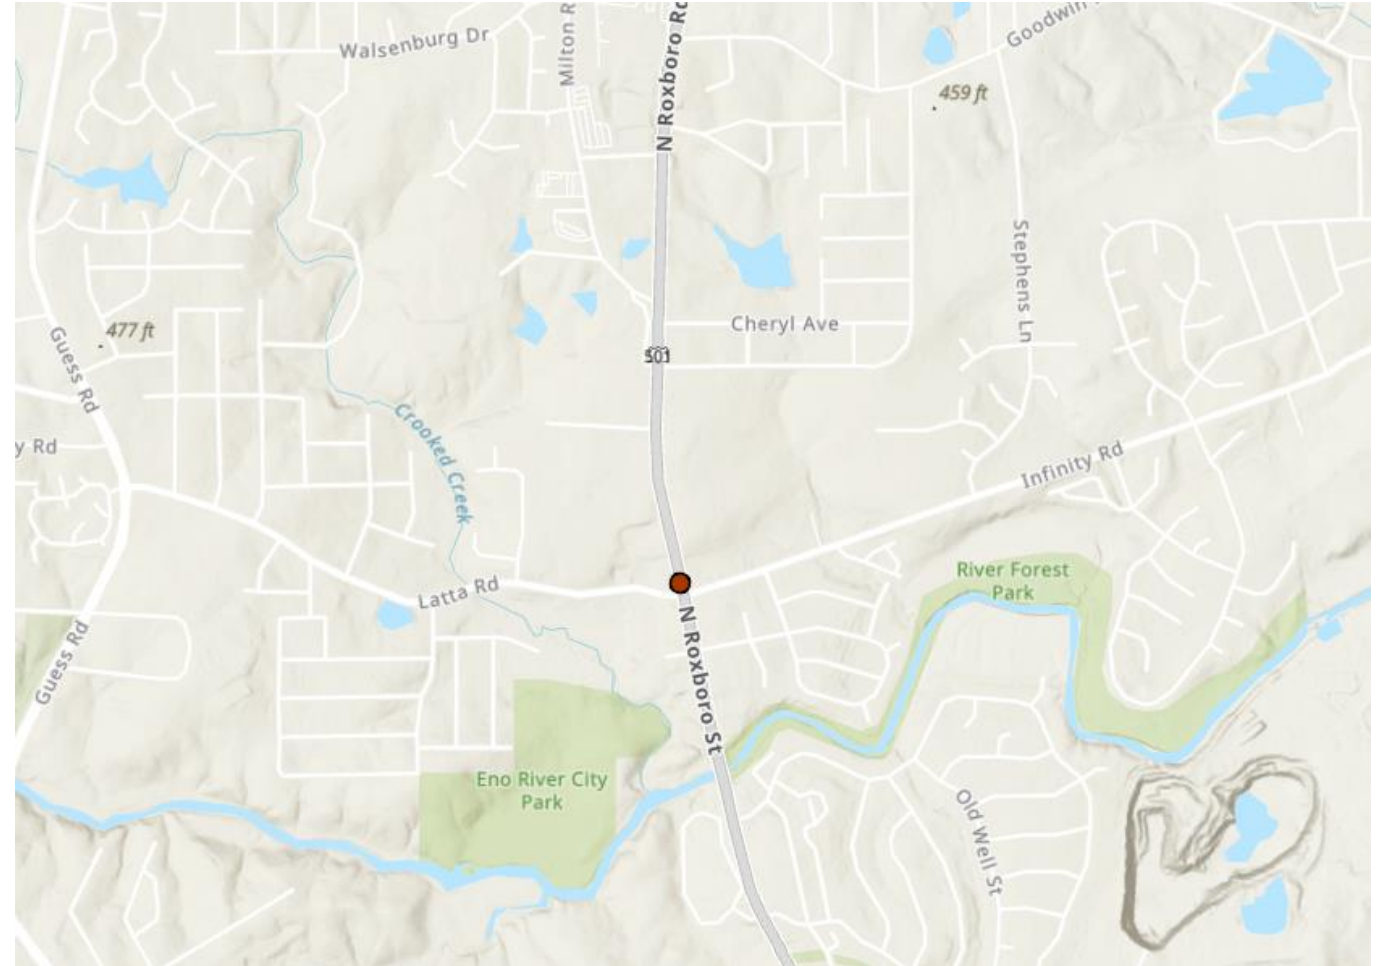 Walsenburg Dr
Milton R
N Roxboro Rd
Goodwin
459 ft
Stephens Ln
477 ft
Guess Rd
Cheryl Ave
501
Crooked Creek
y Rd
Infinity Rd
Latta Rd
River Forest
Park
N Roxboro St
Guess Rd
Eno River City
Park
Old Well St